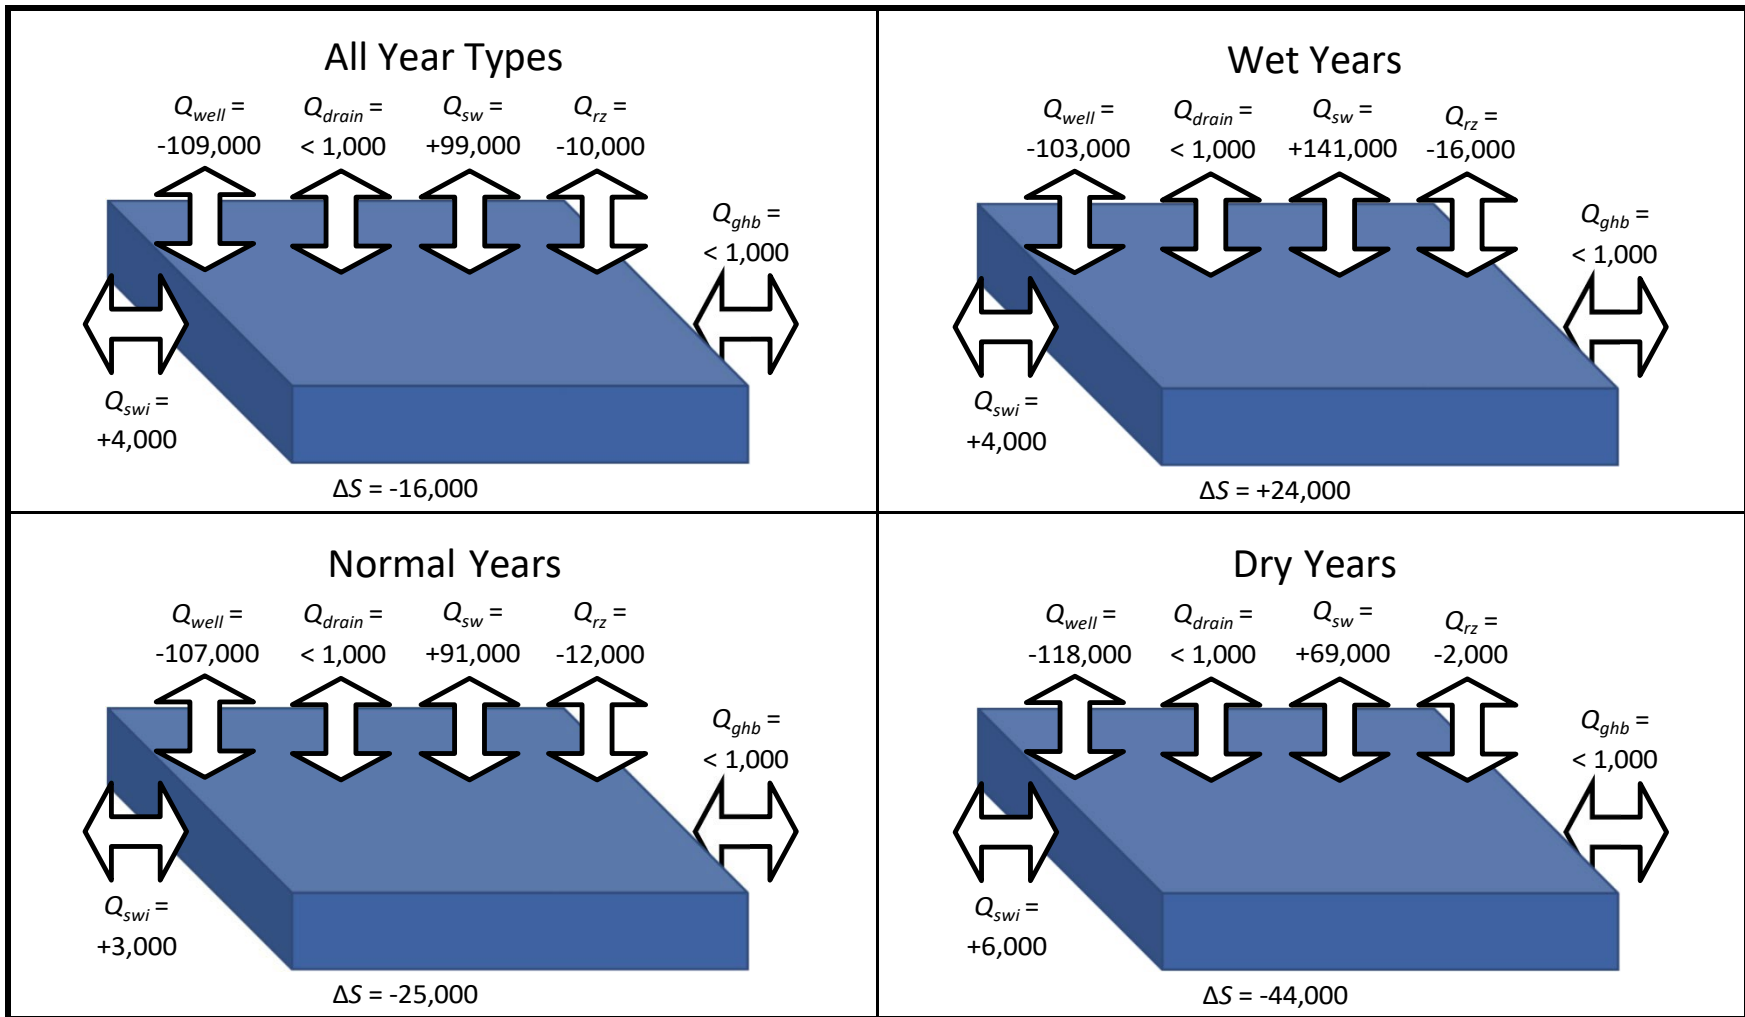 All Year Types
Q_well = -109,000
Q_drain = < 1,000
Q_sw = +99,000
Q_rz = -10,000
Q_ghb = < 1,000
Q_swi = +4,000
ΔS = -16,000
Wet Years
Q_well = -103,000
Q_drain = < 1,000
Q_sw = +141,000
Q_rz = -16,000
Q_ghb = < 1,000
Q_swi = +4,000
ΔS = +24,000
Normal Years
Q_well = -107,000
Q_drain = < 1,000
Q_sw = +91,000
Q_rz = -12,000
Q_ghb = < 1,000
Q_swi = +3,000
ΔS = -25,000
Dry Years
Q_well = -118,000
Q_drain = < 1,000
Q_sw = +69,000
Q_rz = -2,000
Q_ghb = < 1,000
Q_swi = +6,000
ΔS = -44,000